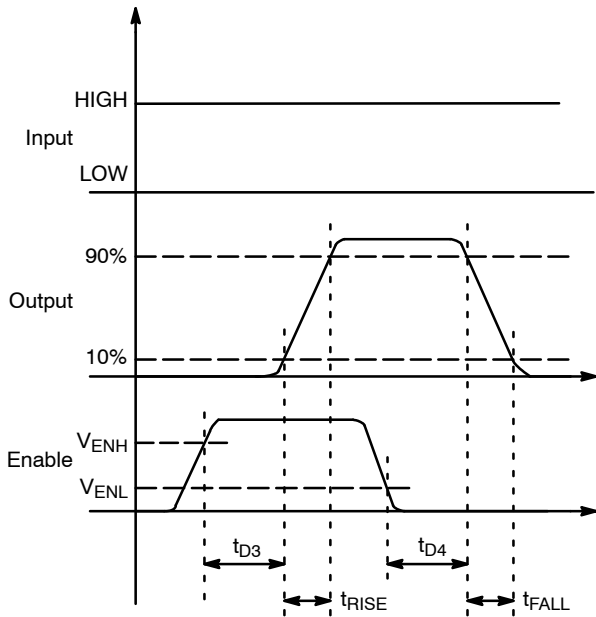 HIGH
Input
LOW
90%
Output
10%
VENH
Enable
VENL
tD3
tD4
tRISE
tFALL